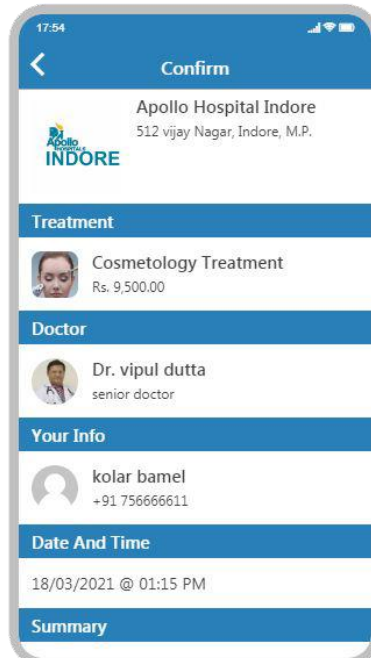 17:54
Confirm
Apollo Hospital Indore
512 vijay Nagar, Indore, M.P.
Apollo
HOSPITALS
INDORE
Treatment
Cosmetology Treatment
Rs. 9,500.00
Doctor
Dr. vipul dutta
senior doctor
Your Info
kolar bamel
+91 756666611
Date And Time
18/03/2021 @ 01:15 PM
Summary